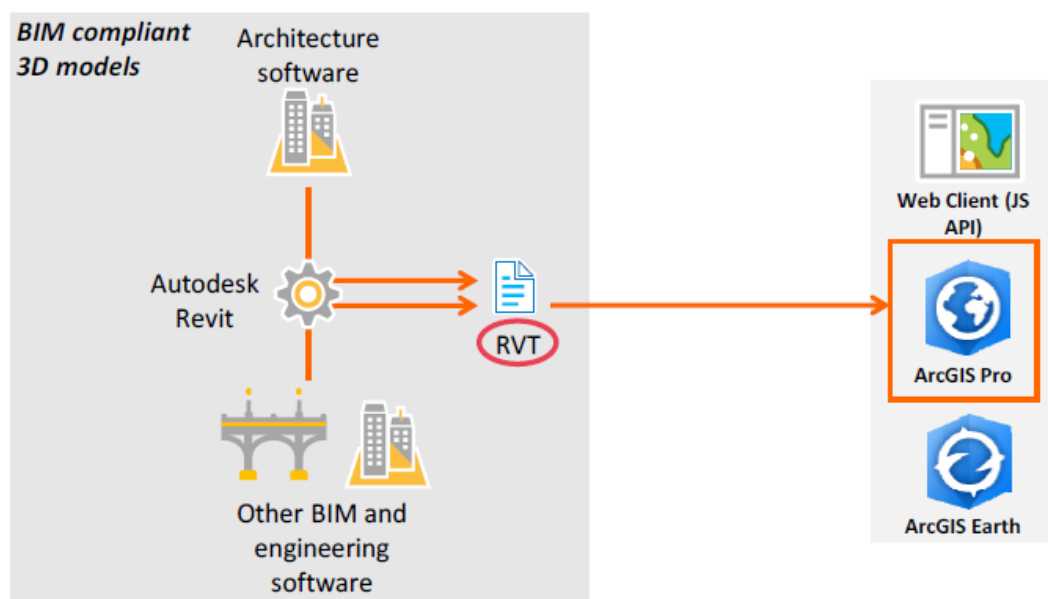 BIM compliant
3D models
Architecture
software
Autodesk
Revit
RVT
Other BIM and
engineering
software
Web Client (JS
API)
ArcGIS Pro
ArcGIS Earth